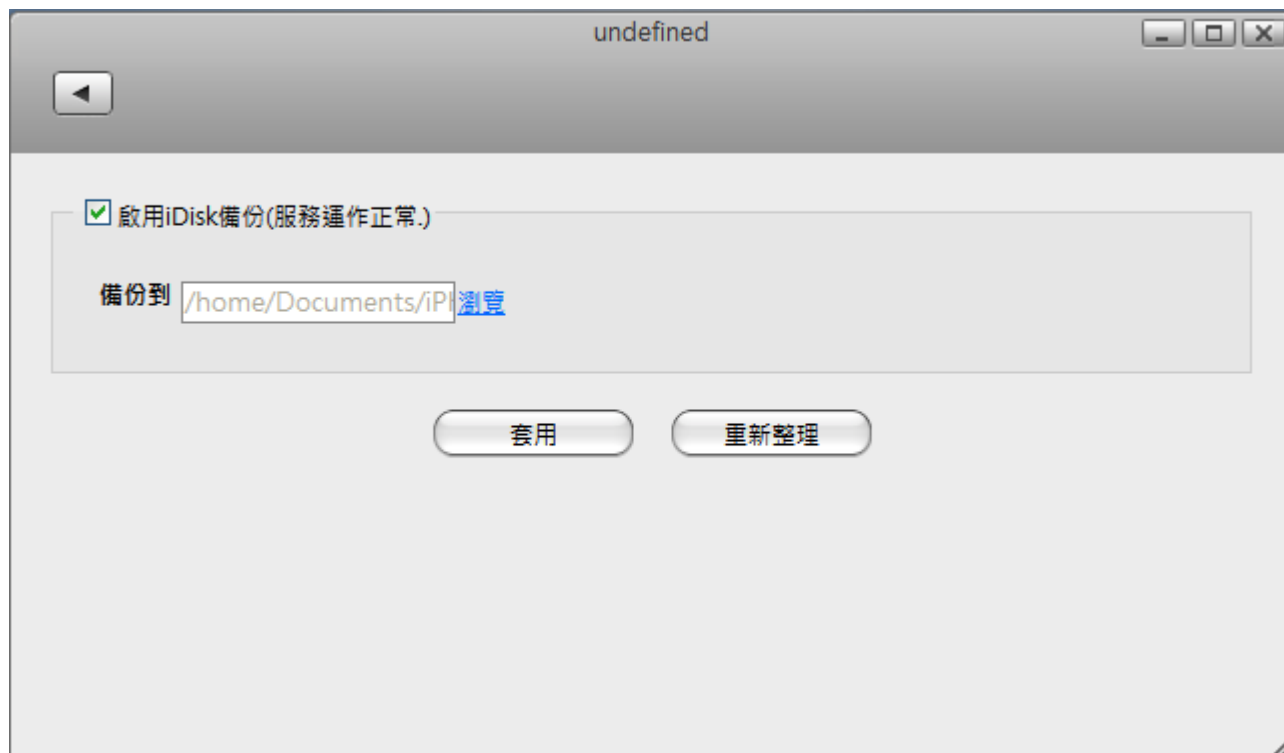 undefined
啟用iDisk備份(服務運作正常.)
備份到 /home/Documents/iP 瀏覽
套用 重新整理